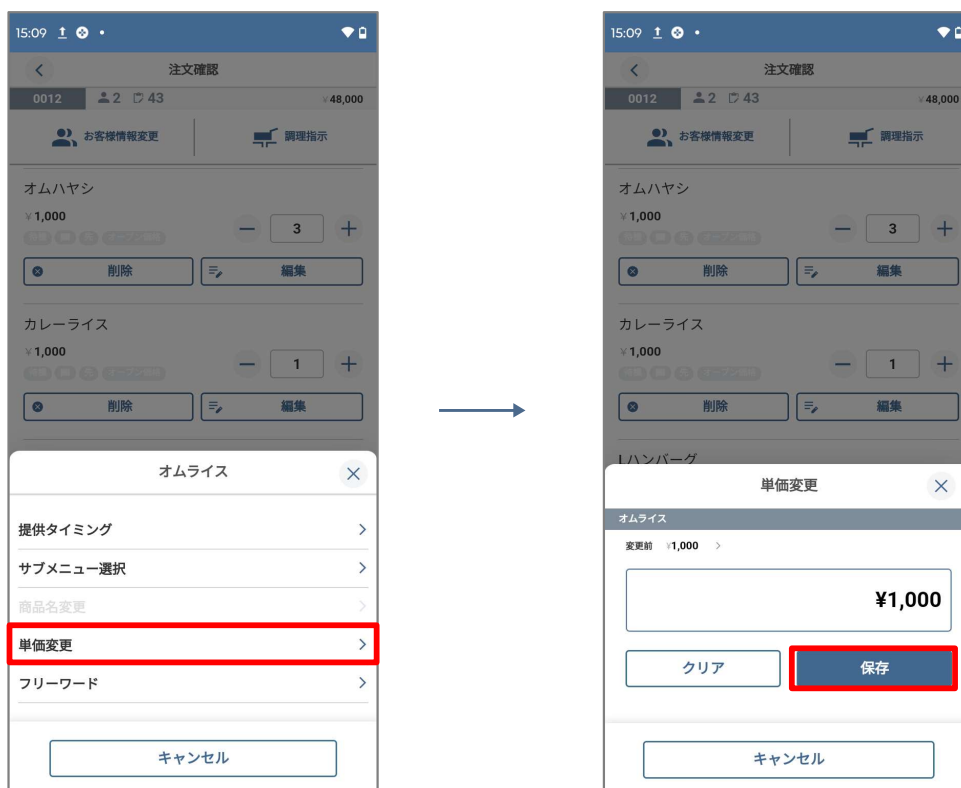 15:09
注文確認
0012 2 43 ¥48,000
お客様情報変更 調理指示
オムハヤシ
¥1,000
3
削除 編集
カレーライス
¥1,000
1
削除 編集
オムライス
提供タイミング
サブメニュー選択
商品名変更
単価変更
フリーワード
キャンセル
15:09
注文確認
0012 2 43 ¥48,000
お客様情報変更 調理指示
オムハヤシ
¥1,000
3
削除 編集
カレーライス
¥1,000
1
削除 編集
Lハンバーグ
単価変更
オムライス
変更前 ¥1,000
¥1,000
クリア 保存
キャンセル